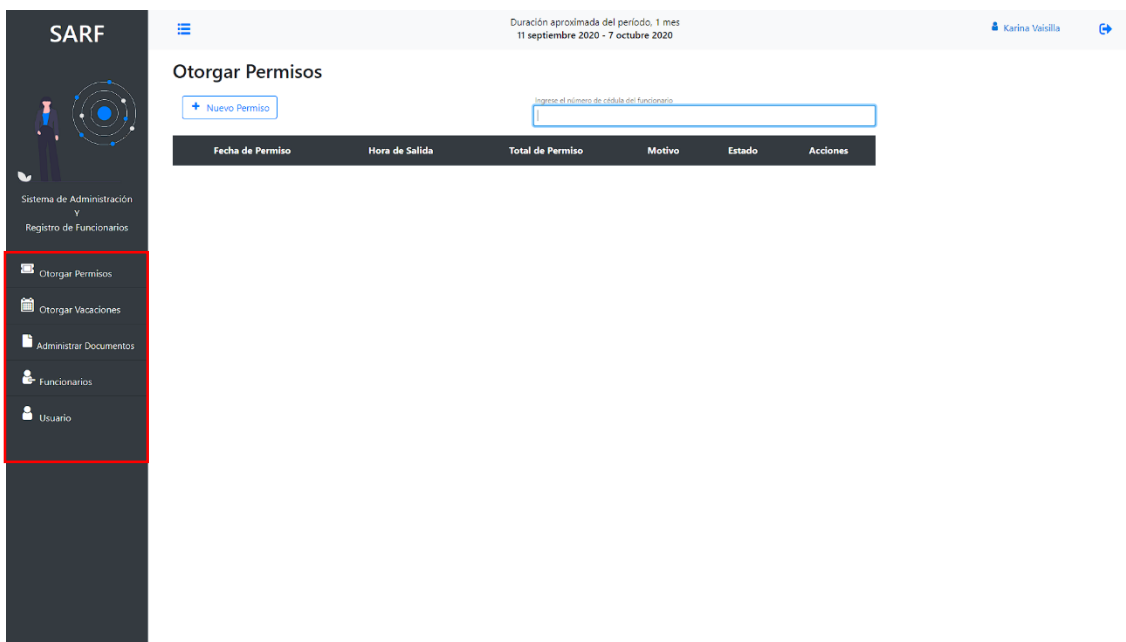 SARF
Duración aproximada del período, 1 mes
11 septiembre 2020 - 7 octubre 2020
Karina Vaisilla
Otorgar Permisos
+ Nuevo Permiso
Ingrese el número de cédula del funcionario
Fecha de Permiso Hora de Salida Total de Permiso Motivo Estado Acciones
Sistema de Administración
Y
Registro de Funcionarios
Otorgar Permisos
Otorgar Vacaciones
Administrar Documentos
Funcionarios
Usuario